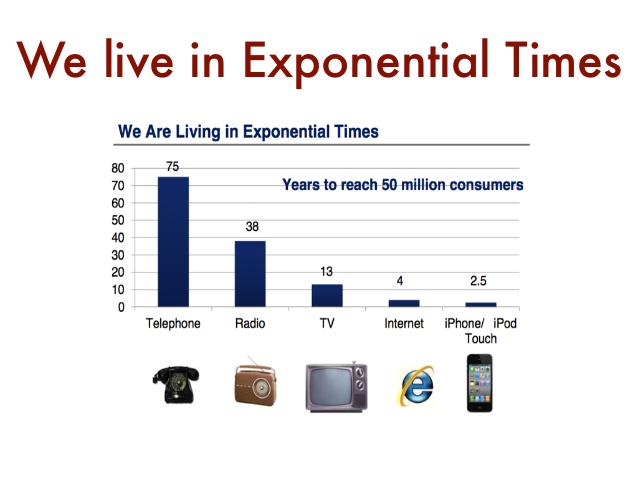 We live in Exponential Times
We Are Living in Exponential Times
Years to reach 50 million consumers
80
70
60
50
40
30
20
10
0
75
38
13
4
2.5
Telephone
Radio
TV
Internet
iPhone/ iPod
Touch